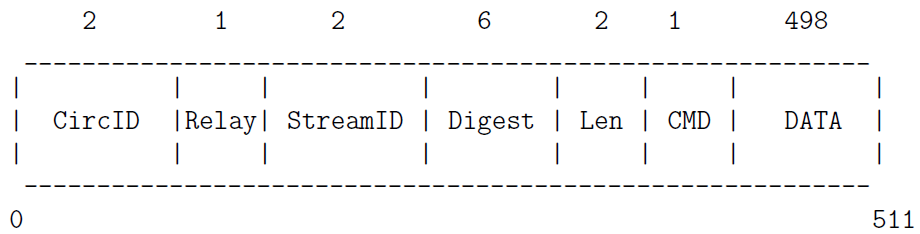 2 1 2 6 2 1 498
-----------------------------------------------------------
| | | | | | | |
| CircID |Relay| StreamID | Digest | Len | CMD | DATA |
| | | | | | | |
-----------------------------------------------------------
0 511